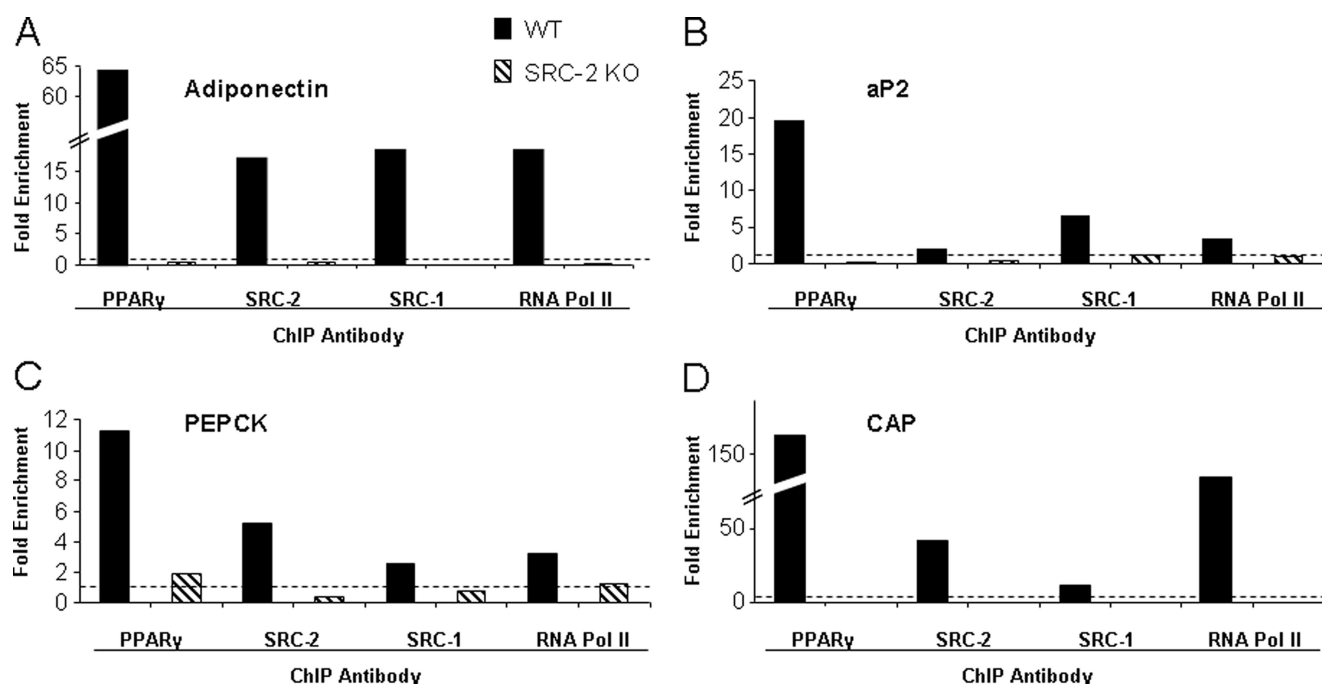 A
WT
SRC-2 KO
Adiponectin
Fold Enrichment
65
60
15
10
5
0
PPARγ SRC-2 SRC-1 RNA Pol II
ChIP Antibody
B
aP2
Fold Enrichment
25
20
15
10
5
0
PPARγ SRC-2 SRC-1 RNA Pol II
ChIP Antibody
C
PEPCK
Fold Enrichment
12
10
8
6
4
2
0
PPARγ SRC-2 SRC-1 RNA Pol II
ChIP Antibody
D
CAP
Fold Enrichment
150
50
0
PPARγ SRC-2 SRC-1 RNA Pol II
ChIP Antibody